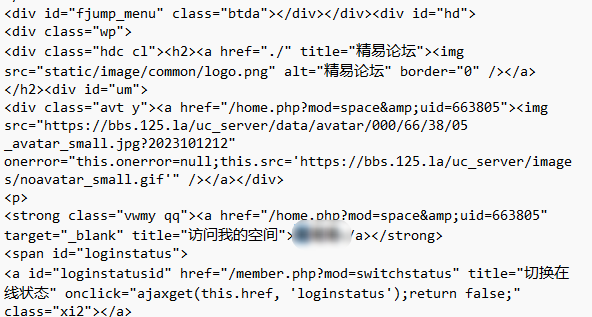 <div id="fjump_menu" class="btda"></div></div><div id="hd">
<div class="wp">
<div class="hdc cl"><h2><a href="./" title="精易论坛"><img
src="static/image/common/logo.png" alt="精易论坛" border="0" /></a>
</h2><div id="um">
<div class="avt y"><a href="/home.php?mod=space&amp;uid=663805"><img
src="https://bbs.125.la/uc_server/data/avatar/000/66/38/05
_avatar_small.jpg?2023101212"
onerror="this.onerror=null;this.src='https://bbs.125.la/uc_server/image
s/noavatar_small.gif'" /></a></div>
<p>
<strong class="vwmy qq"><a href="/home.php?mod=space&amp;uid=663805"
target="_blank" title="访问我的空间">/a></strong>
<span id="loginstatus">
<a id="loginstatusid" href="/member.php?mod=switchstatus" title="切换在
线状态" onclick="ajaxget(this.href, 'loginstatus');return false;"
class="xi2"></a>